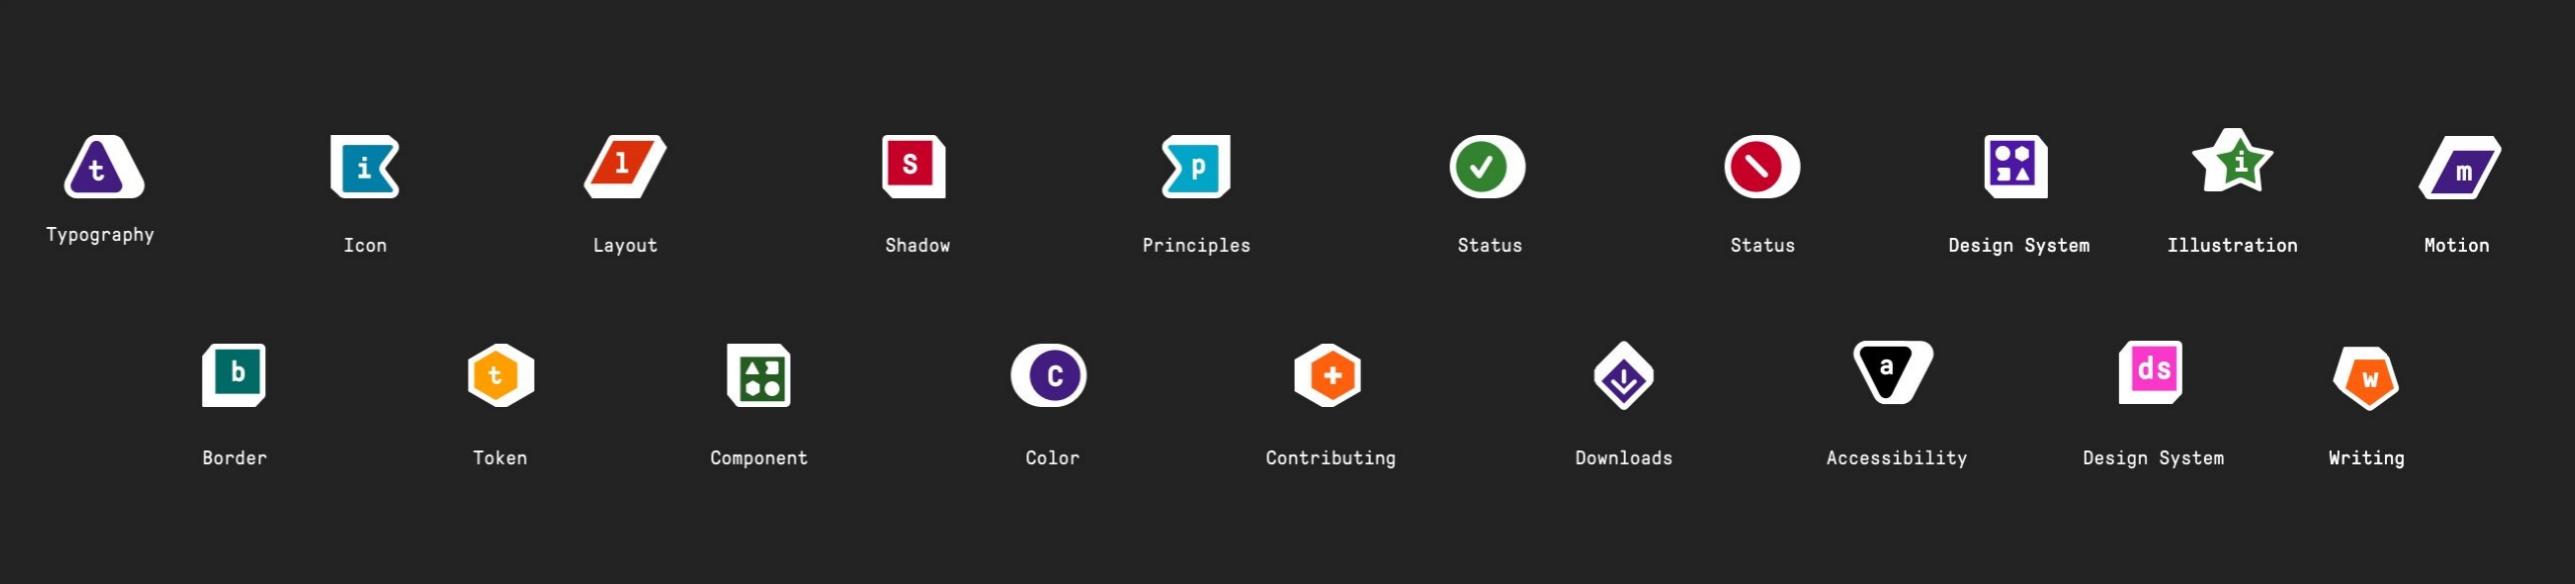 t i l S p i m
Typography Icon Layout Shadow Principles Status Status Design System Illustration Motion
b t C a ds w
Border Token Component Color Contributing Downloads Accessibility Design System Writing